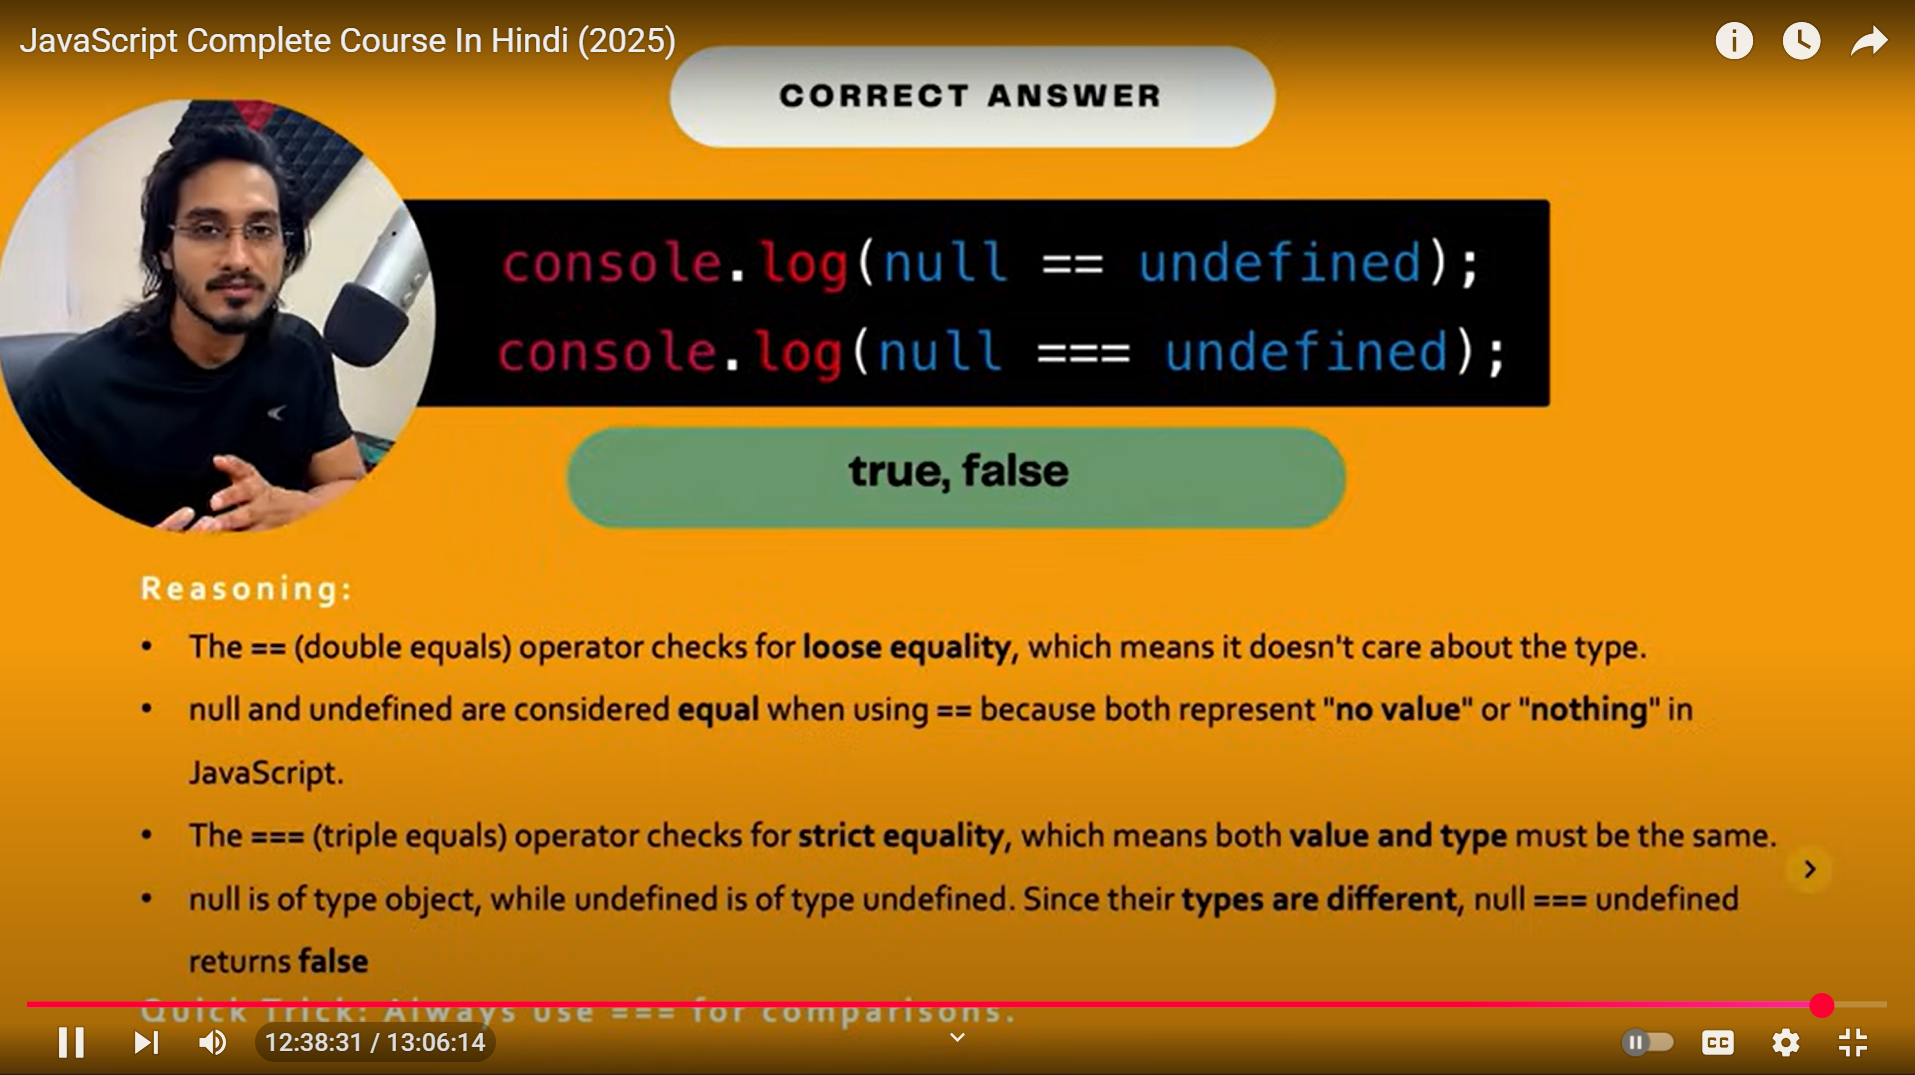 JavaScript Complete Course In Hindi (2025)
CORRECT ANSWER
console.log(null == undefined);
console.log(null === undefined);
true, false
Reasoning:
• The == (double equals) operator checks for loose equality, which means it doesn't care about the type.
• null and undefined are considered equal when using == because both represent "no value" or "nothing" in
JavaScript.
• The === (triple equals) operator checks for strict equality, which means both value and type must be the same.
• null is of type object, while undefined is of type undefined. Since their types are different, null === undefined
returns false
Quick Trick: Always use === for comparisons.
12:38:31 / 13:06:14
CC